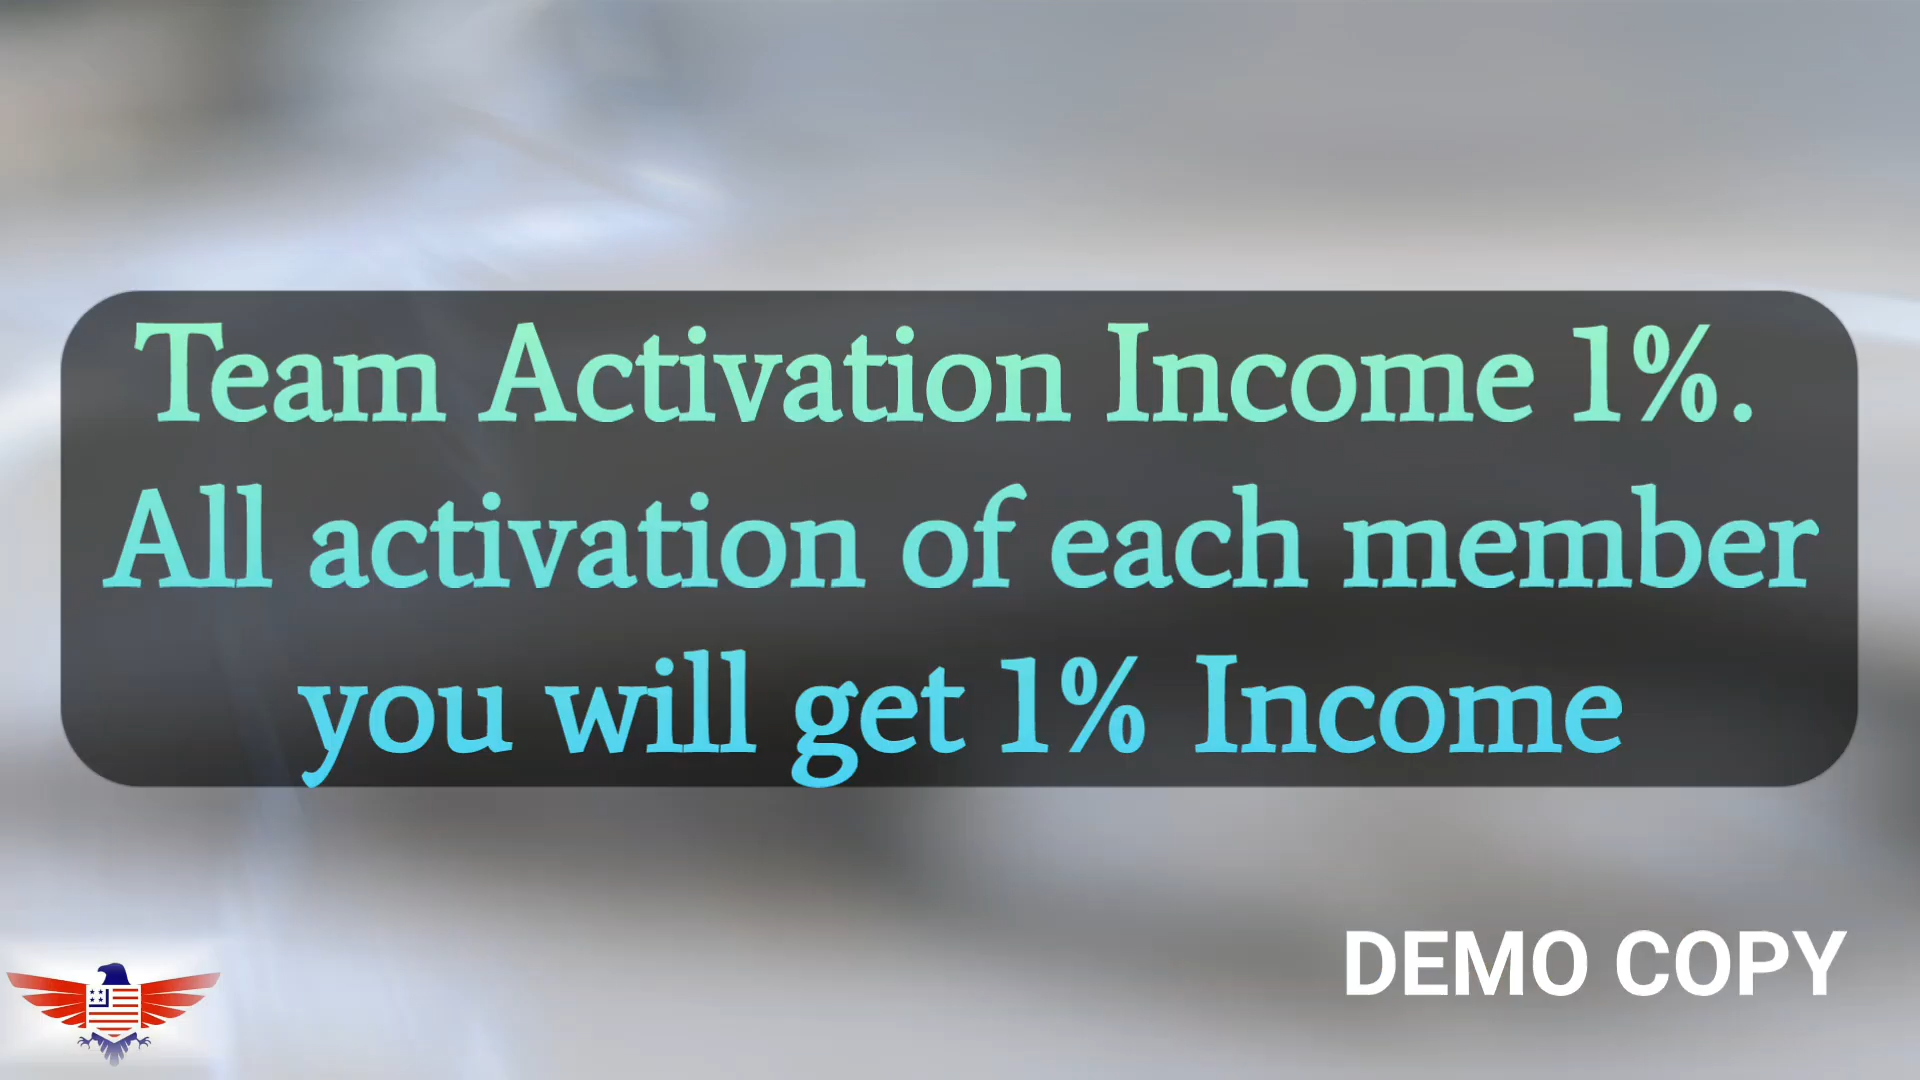 Team Activation Income 1%.
All activation of each member
you will get 1% Income
DEMO COPY